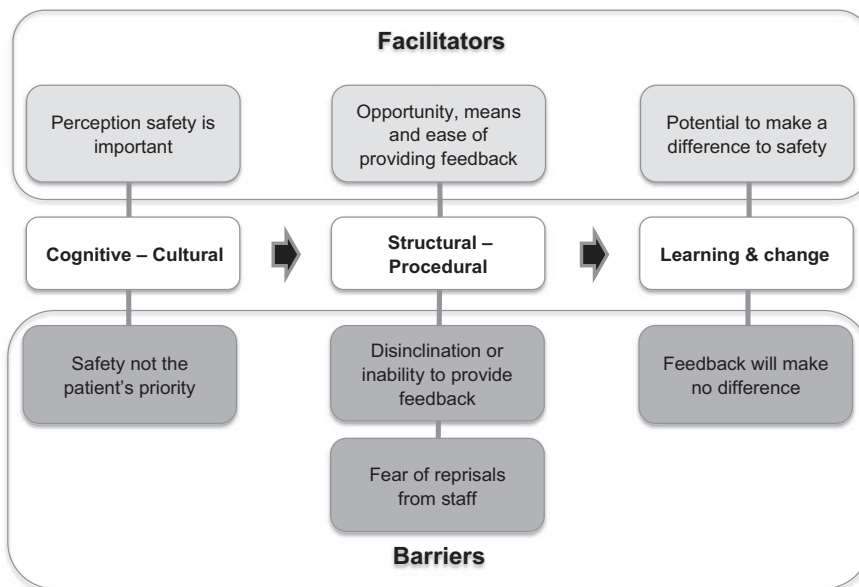 Facilitators
Perception safety is
important
Opportunity, means
and ease of
providing feedback
Potential to make a
difference to safety
Cognitive – Cultural
Structural –
Procedural
Learning & change
Safety not the
patient’s priority
Disinclination or
inability to provide
feedback
Feedback will make
no difference
Fear of reprisals
from staff
Barriers